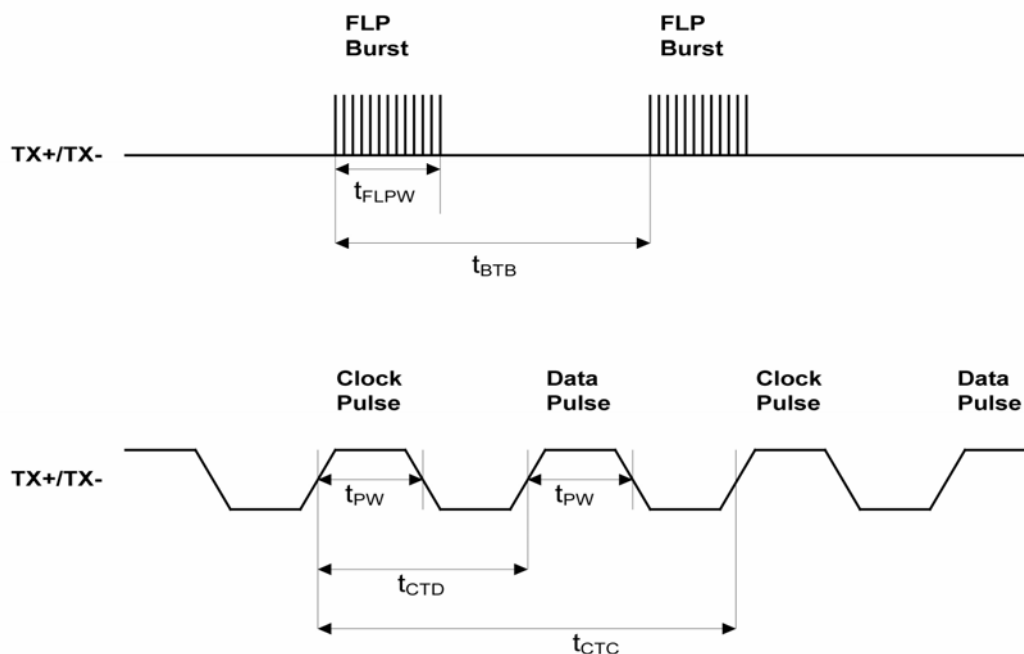 FLP Burst
FLP Burst
TX+/TX-
tFLPW
tBTB
Clock Pulse
Data Pulse
Clock Pulse
Data Pulse
TX+/TX-
tPW
tPW
tCTD
tCTC